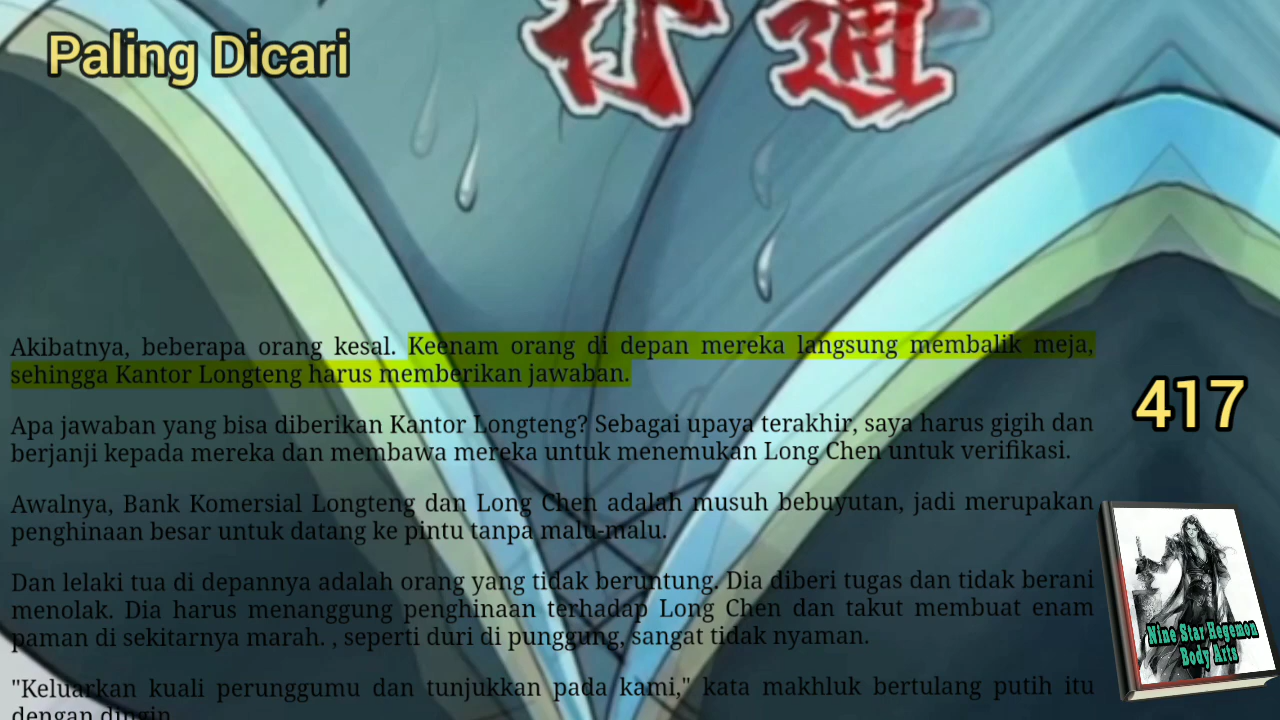 Paling Dicari
打通
Akibatnya, beberapa orang kesal. Keenam orang di depan mereka langsung membalik meja,
sehingga Kantor Longteng harus memberikan jawaban.
Apa jawaban yang bisa diberikan Kantor Longteng? Sebagai upaya terakhir, saya harus gigih dan
berjanji kepada mereka dan membawa mereka untuk menemukan Long Chen untuk verifikasi.
Awalnya, Bank Komersial Longteng dan Long Chen adalah musuh bebuyutan, jadi merupakan
penghinaan besar untuk datang ke pintu tanpa malu-malu.
Dan lelaki tua di depannya adalah orang yang tidak beruntung. Dia diberi tugas dan tidak berani
menolak. Dia harus menanggung penghinaan terhadap Long Chen dan takut membuat enam
paman di sekitarnya marah. , seperti duri di punggung, sangat tidak nyaman.
"Keluarkan kuali perunggumu dan tunjukkan pada kami," kata makhluk bertulang putih itu
dengan dingin
417
Nine Star Hegemon
Body Arts